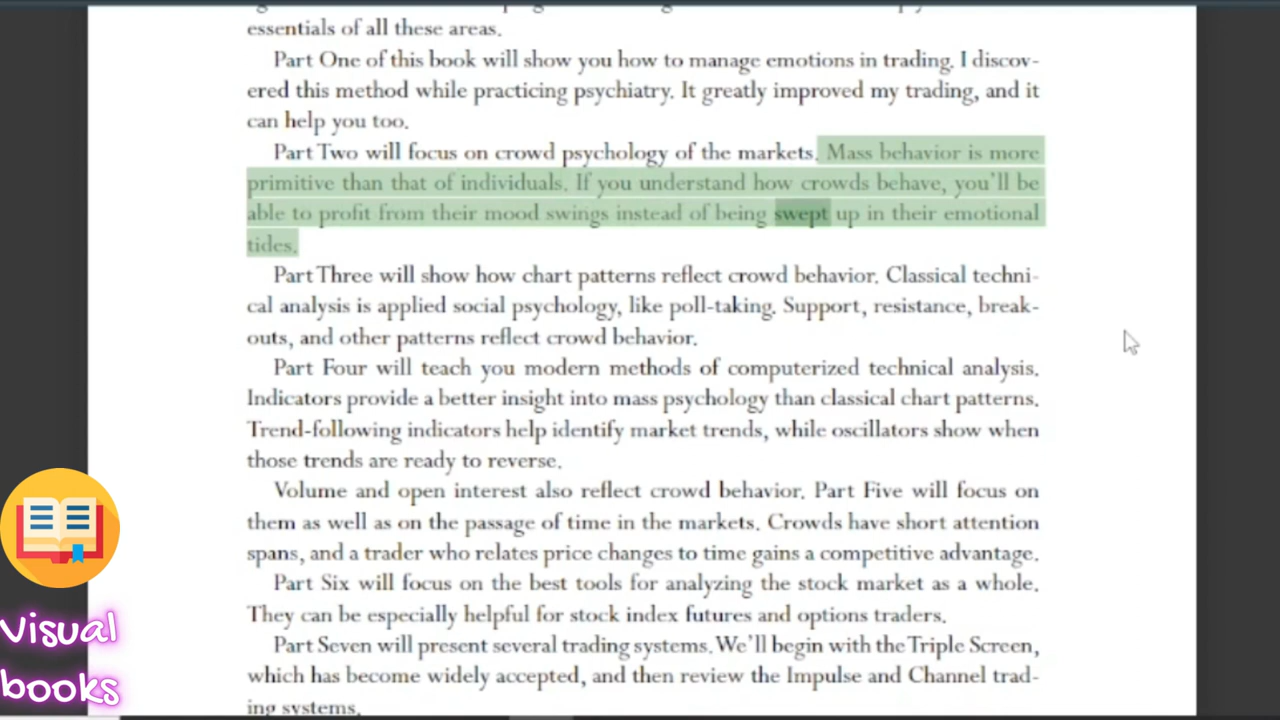 essentials of all these areas.
Part One of this book will show you how to manage emotions in trading. I discov-
ered this method while practicing psychiatry. It greatly improved my trading, and it
can help you too.
Part Two will focus on crowd psychology of the markets. Mass behavior is more
primitive than that of individuals. If you understand how crowds behave, you'll be
able to profit from their mood swings instead of being swept up in their emotional
tides.
Part Three will show how chart patterns reflect crowd behavior. Classical techni-
cal analysis is applied social psychology, like poll-taking. Support, resistance, break-
outs, and other patterns reflect crowd behavior.
Part Four will teach you modern methods of computerized technical analysis.
Indicators provide a better insight into mass psychology than classical chart patterns.
Trend-following indicators help identify market trends, while oscillators show when
those trends are ready to reverse.
Volume and open interest also reflect crowd behavior. Part Five will focus on
them as well as on the passage of time in the markets. Crowds have short attention
spans, and a trader who relates price changes to time gains a competitive advantage.
Part Six will focus on the best tools for analyzing the stock market as a whole.
They can be especially helpful for stock index futures and options traders.
Part Seven will present several trading systems. We'll begin with the Triple Screen,
which has become widely accepted, and then review the Impulse and Channel trad-
ing systems.
Visual
books